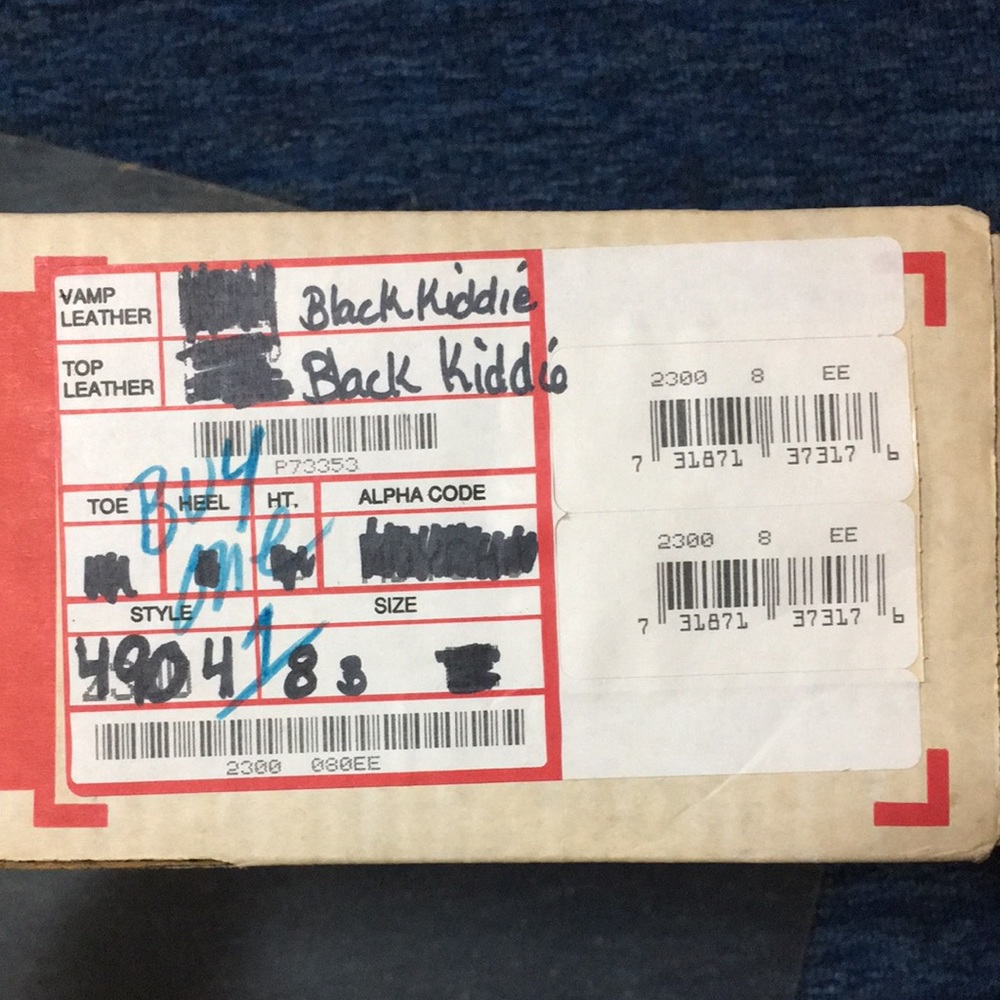 VAMP LEATHER Black Kiddie
TOP LEATHER Black Kiddie
P73353
Buy
one
1
TOE HEEL HT. ALPHA CODE
STYLE SIZE
4904 8 B
2300 080EE
2300 8 EE
7 31871 37317 6
2300 8 EE
7 31871 37317 6